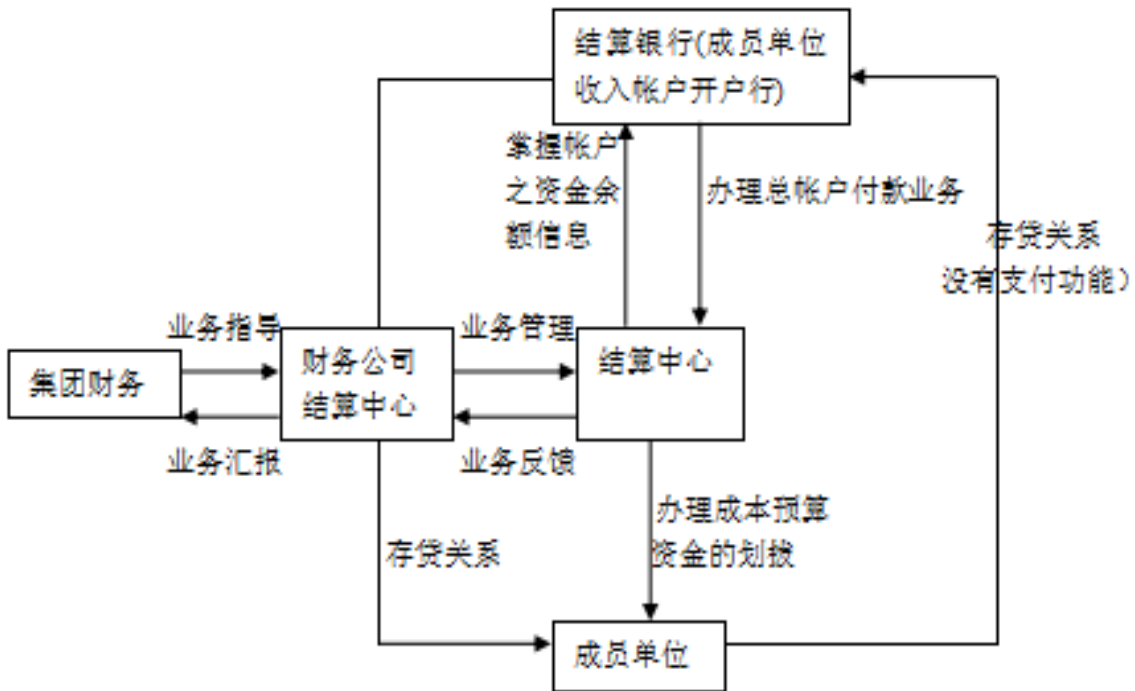 结算银行(成员单位
收入帐户开户行)
掌握帐户
之资金余
额信息
办理总帐户付款业务
存贷关系
没有支付功能）
业务指导
业务管理
集团财务
财务公司
结算中心
结算中心
业务汇报
业务反馈
办理成本预算
资金的划拨
存贷关系
成员单位